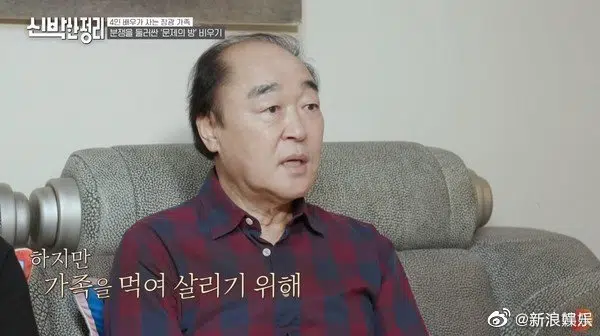 신박한정리
4인 배우가 사는 장광 가족
분쟁을 둘러싼 '문제의 방' 비우기
하지만
가족을 먹여 살리기 위해
@新浪娱乐